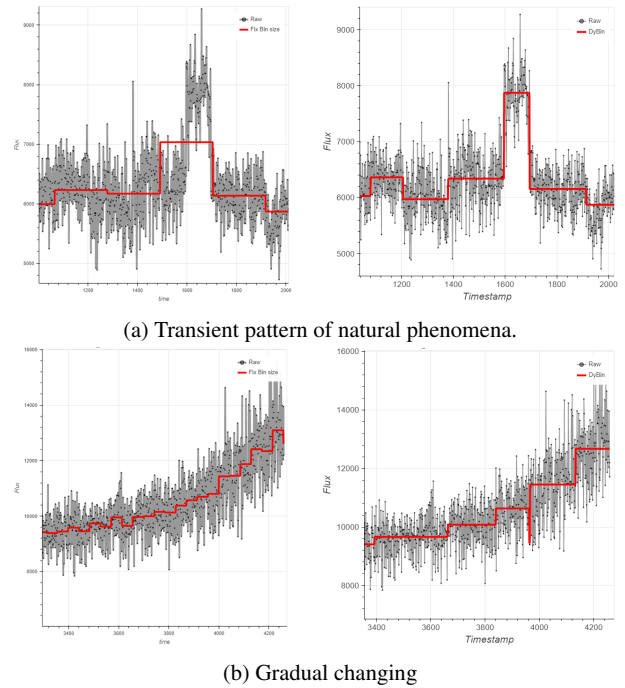 Raw
Fix Bin size
9000
8000
7000
6000
5000
Flux
1200
1400
1600
1800
2000
time
Raw
DyBin
9000
8000
7000
6000
5000
Flux
1200
1400
1600
1800
2000
Timestamp
(a) Transient pattern of natural phenomena.
Raw
Fix Bin size
16000
14000
12000
10000
8000
Flux
3400
3600
3800
4000
4200
time
Raw
DyBin
16000
14000
12000
10000
8000
Flux
3400
3600
3800
4000
4200
Timestamp
(b) Gradual changing